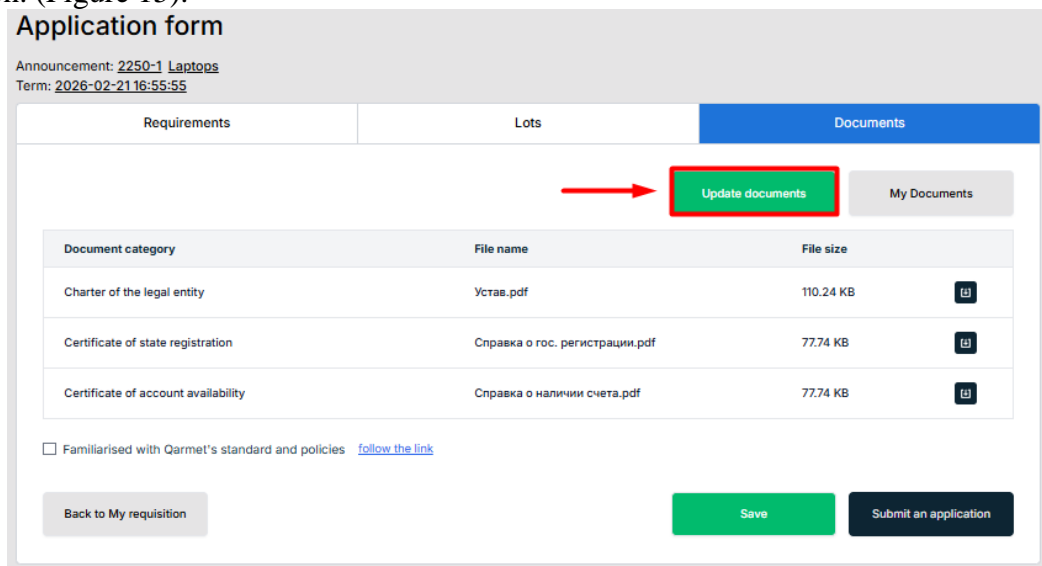 on. (Figure 13).
Application form
Announcement: 2250-1 Laptops
Term: 2026-02-21 16:55:55
Requirements Lots Documents
Update documents My Documents
Document category File name File size
Charter of the legal entity Устав.pdf 110.24 KB
Certificate of state registration Справка о гос. регистрации.pdf 77.74 KB
Certificate of account availability Справка о наличии счета.pdf 77.74 KB
Familiarised with Qarmet's standard and policies follow the link
Back to My requisition Save Submit an application